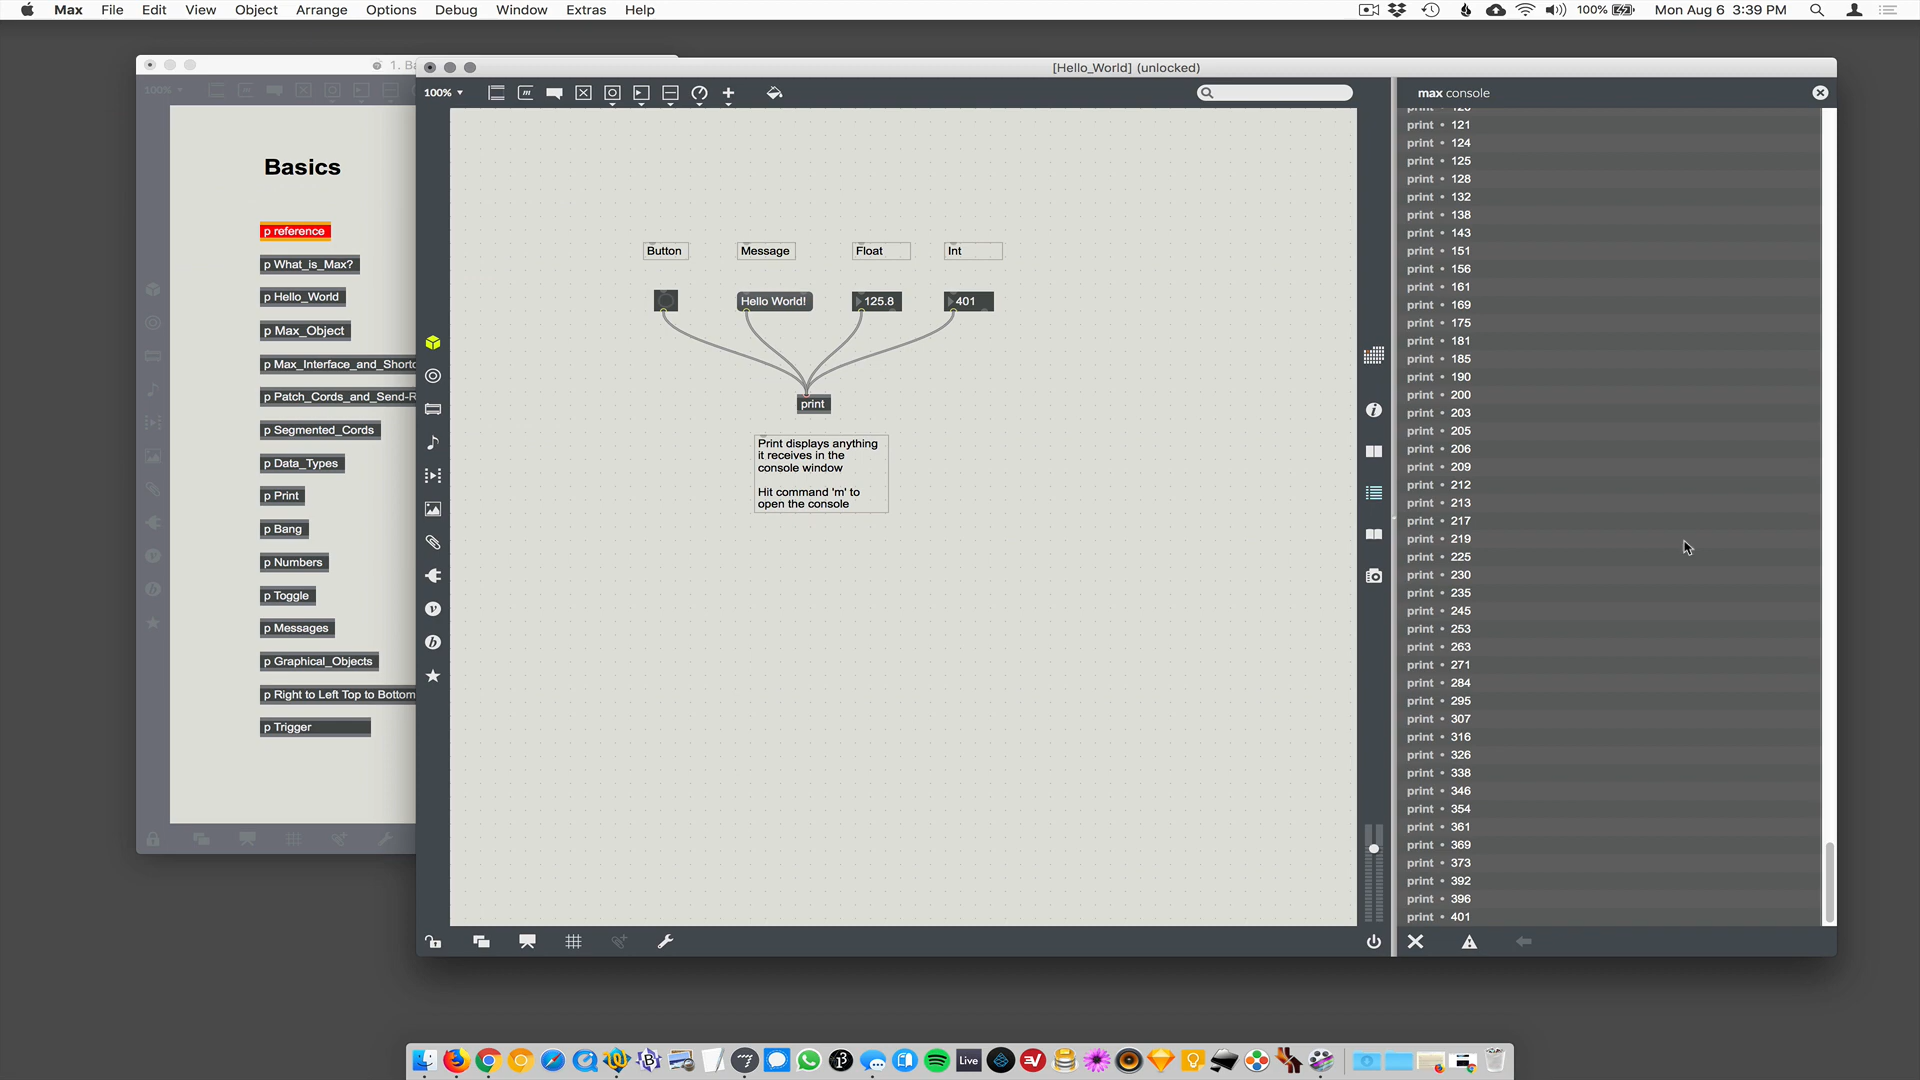 Max File Edit View Object Arrange Options Debug Window Extras Help
100% Mon Aug 6 3:39 PM
1. Ba
100%
Basics
p reference
p What_is_Max?
p Hello_World
p Max_Object
p Max_Interface_and_Shortc
p Patch_Cords_and_Send-R
p Segmented_Cords
p Data_Types
p Print
p Bang
p Numbers
p Toggle
p Messages
p Graphical_Objects
p Right to Left Top to Bottom
p Trigger
[Hello_World] (unlocked)
100%
Button Message Float Int
Hello World! 125.8 401
print
Print displays anything
it receives in the
console window
Hit command 'm' to
open the console
max console
print • 121
print • 124
print • 125
print • 128
print • 132
print • 138
print • 143
print • 151
print • 156
print • 161
print • 169
print • 175
print • 181
print • 185
print • 190
print • 200
print • 203
print • 205
print • 206
print • 209
print • 212
print • 213
print • 217
print • 219
print • 225
print • 230
print • 235
print • 245
print • 253
print • 263
print • 271
print • 284
print • 295
print • 307
print • 316
print • 326
print • 338
print • 346
print • 354
print • 361
print • 369
print • 373
print • 392
print • 396
print • 401
Live